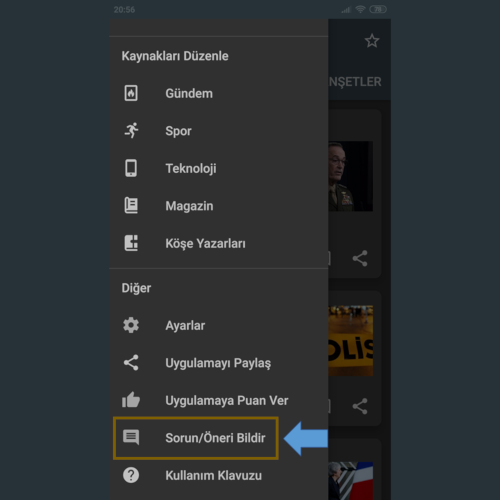 20:56
Kaynakları Düzenle
NŞETLER
Gündem
Spor
Teknoloji
Magazin
Köşe Yazarları
Diğer
Ayarlar
Uygulamayı Paylaş
OLİS
Uygulamaya Puan Ver
Sorun/Öneri Bildir
Kullanım Klavuzu